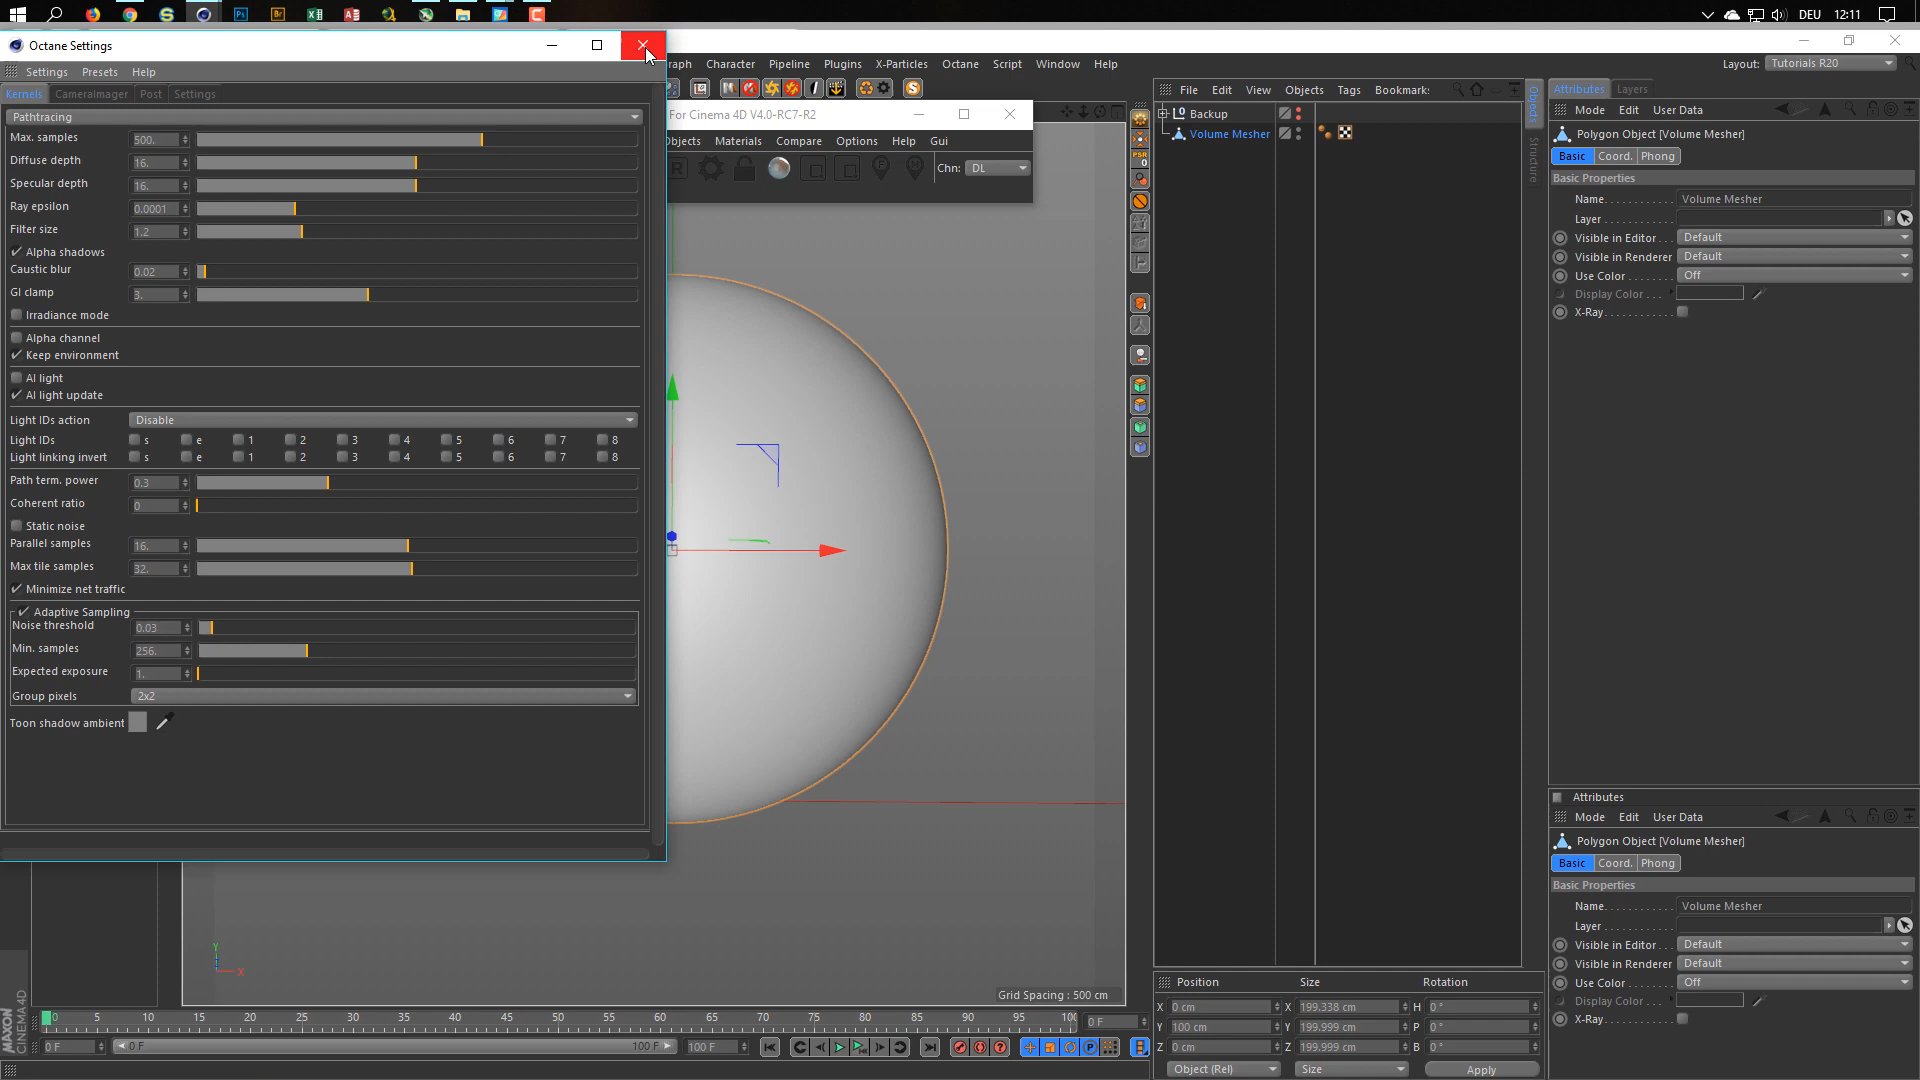 DEU 12:11
Octane Settings
Settings Presets Help
Kernels CameraImager Post Settings
Pathtracing
Max. samples 500.
Diffuse depth 16.
Specular depth 16.
Ray epsilon 0.0001
Filter size 1.2
Alpha shadows
Caustic blur 0.02
GI clamp 3.
Irradiance mode
Alpha channel
Keep environment
AI light
AI light update
Light IDs action Disable
Light IDs s e 1 2 3 4 5 6 7 8
Light linking invert s e 1 2 3 4 5 6 7 8
Path term. power 0.3
Coherent ratio 0
Static noise
Parallel samples 16.
Max tile samples 32.
Minimize net traffic
Adaptive Sampling
Noise threshold 0.03
Min. samples 256.
Expected exposure 1.
Group pixels 2x2
Toon shadow ambient
raph Character Pipeline Plugins X-Particles Octane Script Window Help
Layout: Tutorials R20
For Cinema 4D V4.0-RC7-R2
bjects Materials Compare Options Help Gui
R Chn: DL
PSR
0
Grid Spacing : 500 cm
Y
X
File Edit View Objects Tags Bookmark:
Backup
Volume Mesher
Objects
Structure
Attributes Layers
Mode Edit User Data
Polygon Object [Volume Mesher]
Basic Coord. Phong
Basic Properties
Name Volume Mesher
Layer
Visible in Editor Default
Visible in Renderer Default
Use Color Off
Display Color
X-Ray
Attributes
Mode Edit User Data
Polygon Object [Volume Mesher]
Basic Coord. Phong
Basic Properties
Name Volume Mesher
Layer
Visible in Editor Default
Visible in Renderer Default
Use Color Off
Display Color
X-Ray
Position Size Rotation
X 0 cm X 199.338 cm H 0 °
Y 100 cm Y 199.999 cm P 0 °
Z 0 cm Z 199.999 cm B 0 °
Object (Rel) Size Apply
0 5 10 15 20 25 30 35 40 45 50 55 60 65 70 75 80 85 90 95 100 0 F
0 F 0 F 100 F 100 F
MAXON
CINEMA 4D